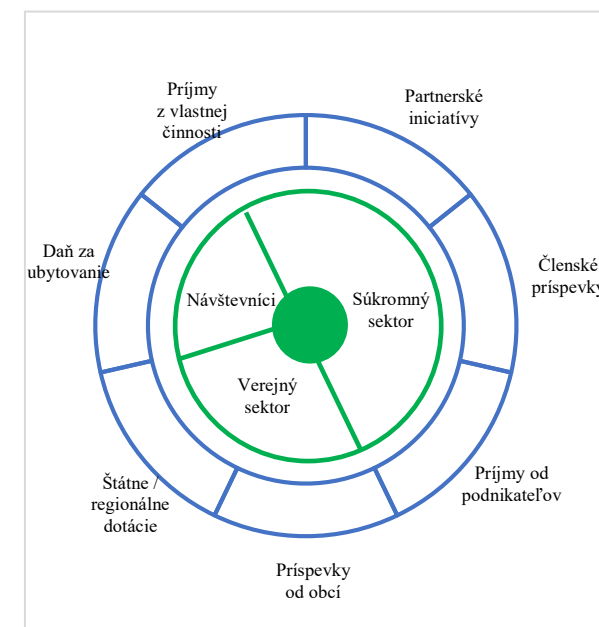 Príjmy
z vlastnej
činnosti
Partnerské
iniciatívy
Daň za
ubytovanie
Členské
príspevky
Návštevníci
Súkromný
sektor
Verejný
sektor
Štátne /
regionálne
dotácie
Príjmy od
podnikateľov
Príspevky
od obcí